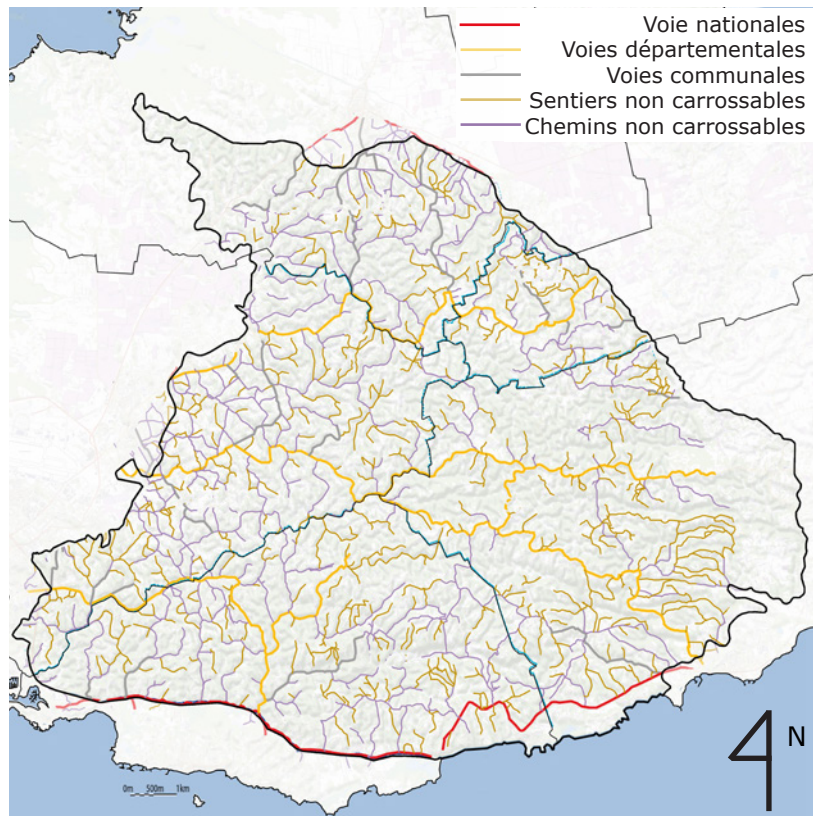 Voie nationales
Voies départementales
Voies communales
Sentiers non carrossables
Chemins non carrossables
N
0m 500m 1km